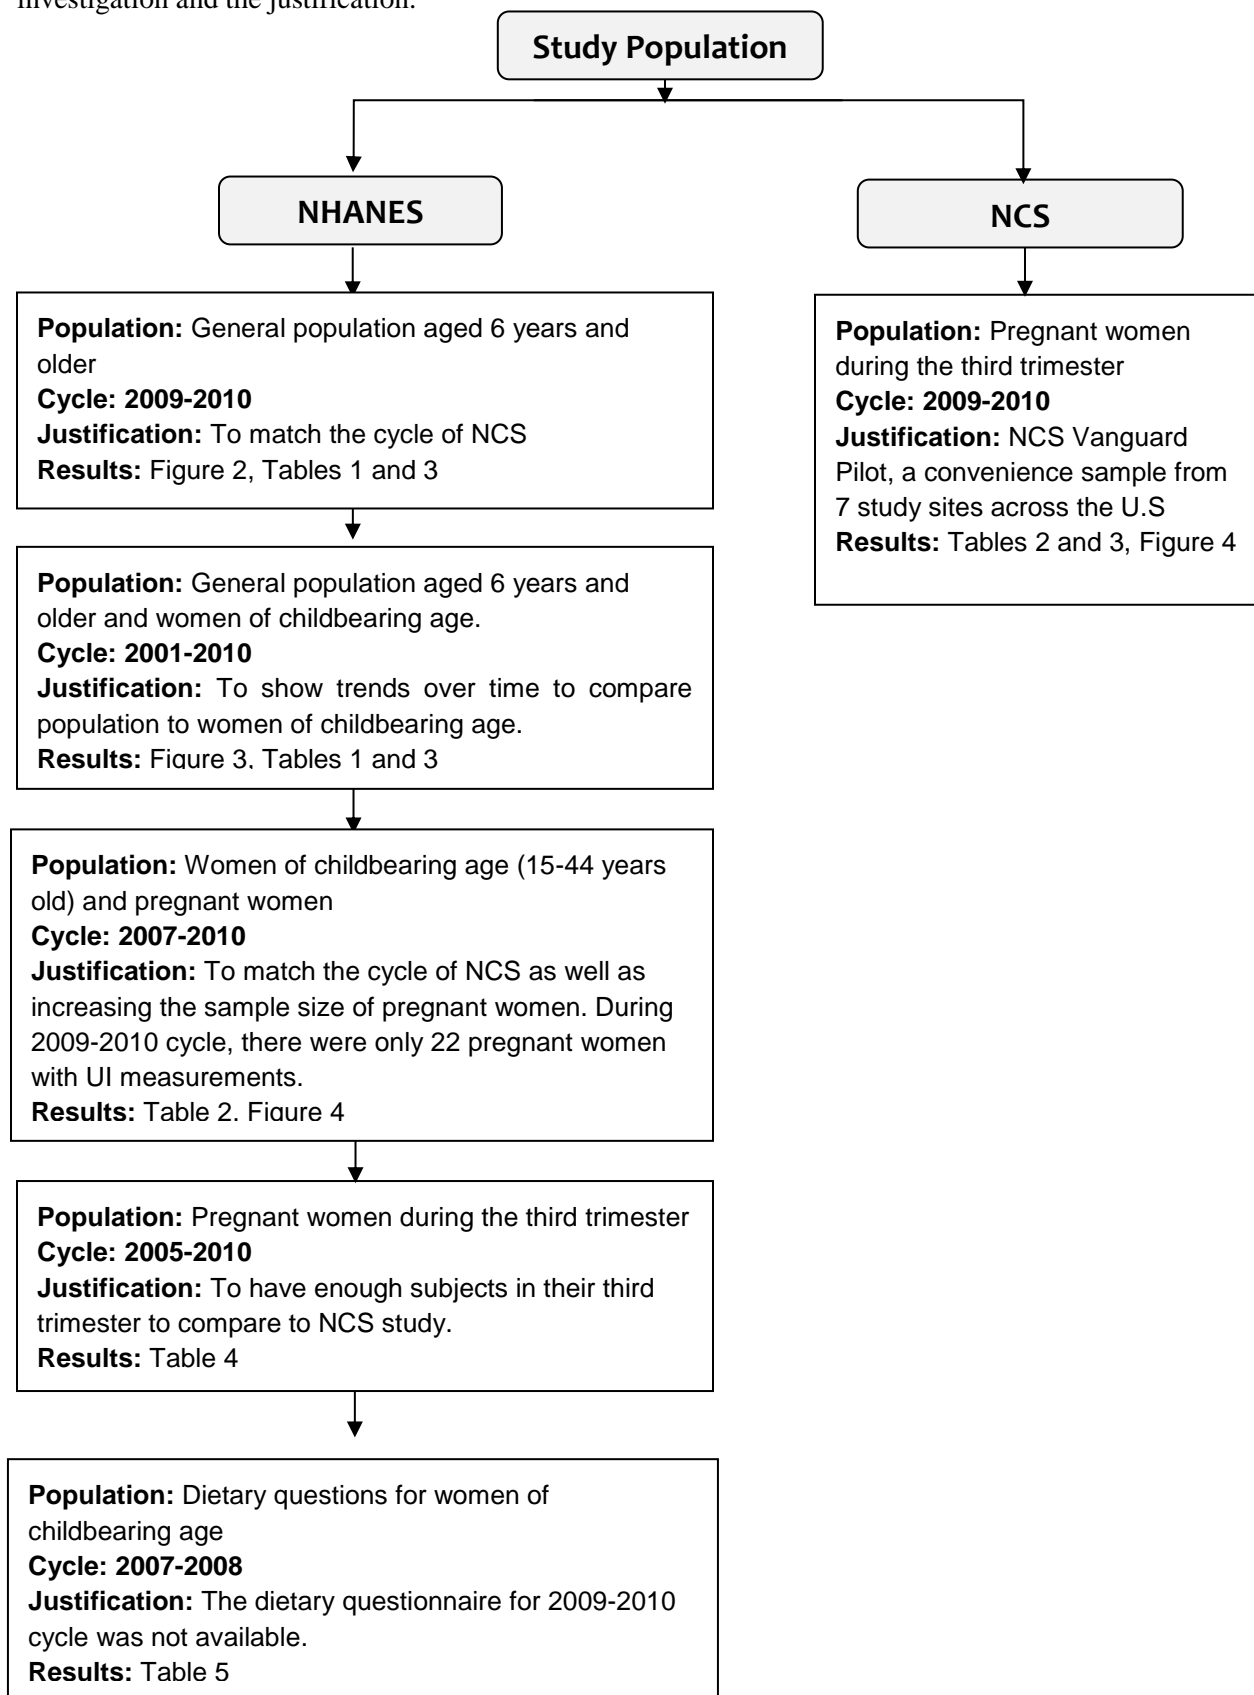 investigation and the justification.
Study Population
NHANES
NCS
Population: General population aged 6 years and
older
Cycle: 2009-2010
Justification: To match the cycle of NCS
Results: Figure 2, Tables 1 and 3
Population: Pregnant women
during the third trimester
Cycle: 2009-2010
Justification: NCS Vanguard
Pilot, a convenience sample from
7 study sites across the U.S
Results: Tables 2 and 3, Figure 4
Population: General population aged 6 years and
older and women of childbearing age.
Cycle: 2001-2010
Justification: To show trends over time to compare
population to women of childbearing age.
Results: Figure 3, Tables 1 and 3
Population: Women of childbearing age (15-44 years
old) and pregnant women
Cycle: 2007-2010
Justification: To match the cycle of NCS as well as
increasing the sample size of pregnant women. During
2009-2010 cycle, there were only 22 pregnant women
with UI measurements.
Results: Table 2, Figure 4
Population: Pregnant women during the third trimester
Cycle: 2005-2010
Justification: To have enough subjects in their third
trimester to compare to NCS study.
Results: Table 4
Population: Dietary questions for women of
childbearing age
Cycle: 2007-2008
Justification: The dietary questionnaire for 2009-2010
cycle was not available.
Results: Table 5